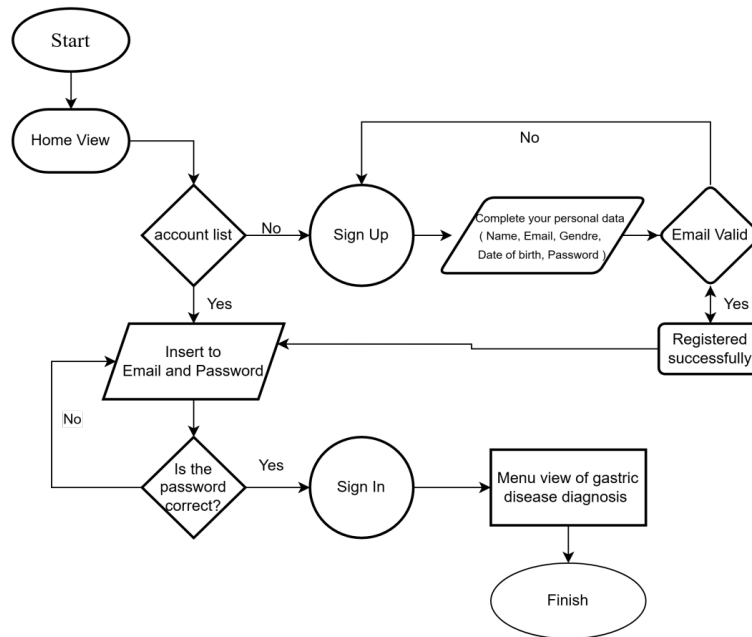 Start
Home View
No
account list
No
Sign Up
Complete your personal data
( Name, Email, Gendre,
Date of birth, Password )
Email Valid
Yes
Yes
Insert to
Email and Password
Registered
successfully
No
Is the
password
correct?
Yes
Sign In
Menu view of gastric
disease diagnosis
Finish